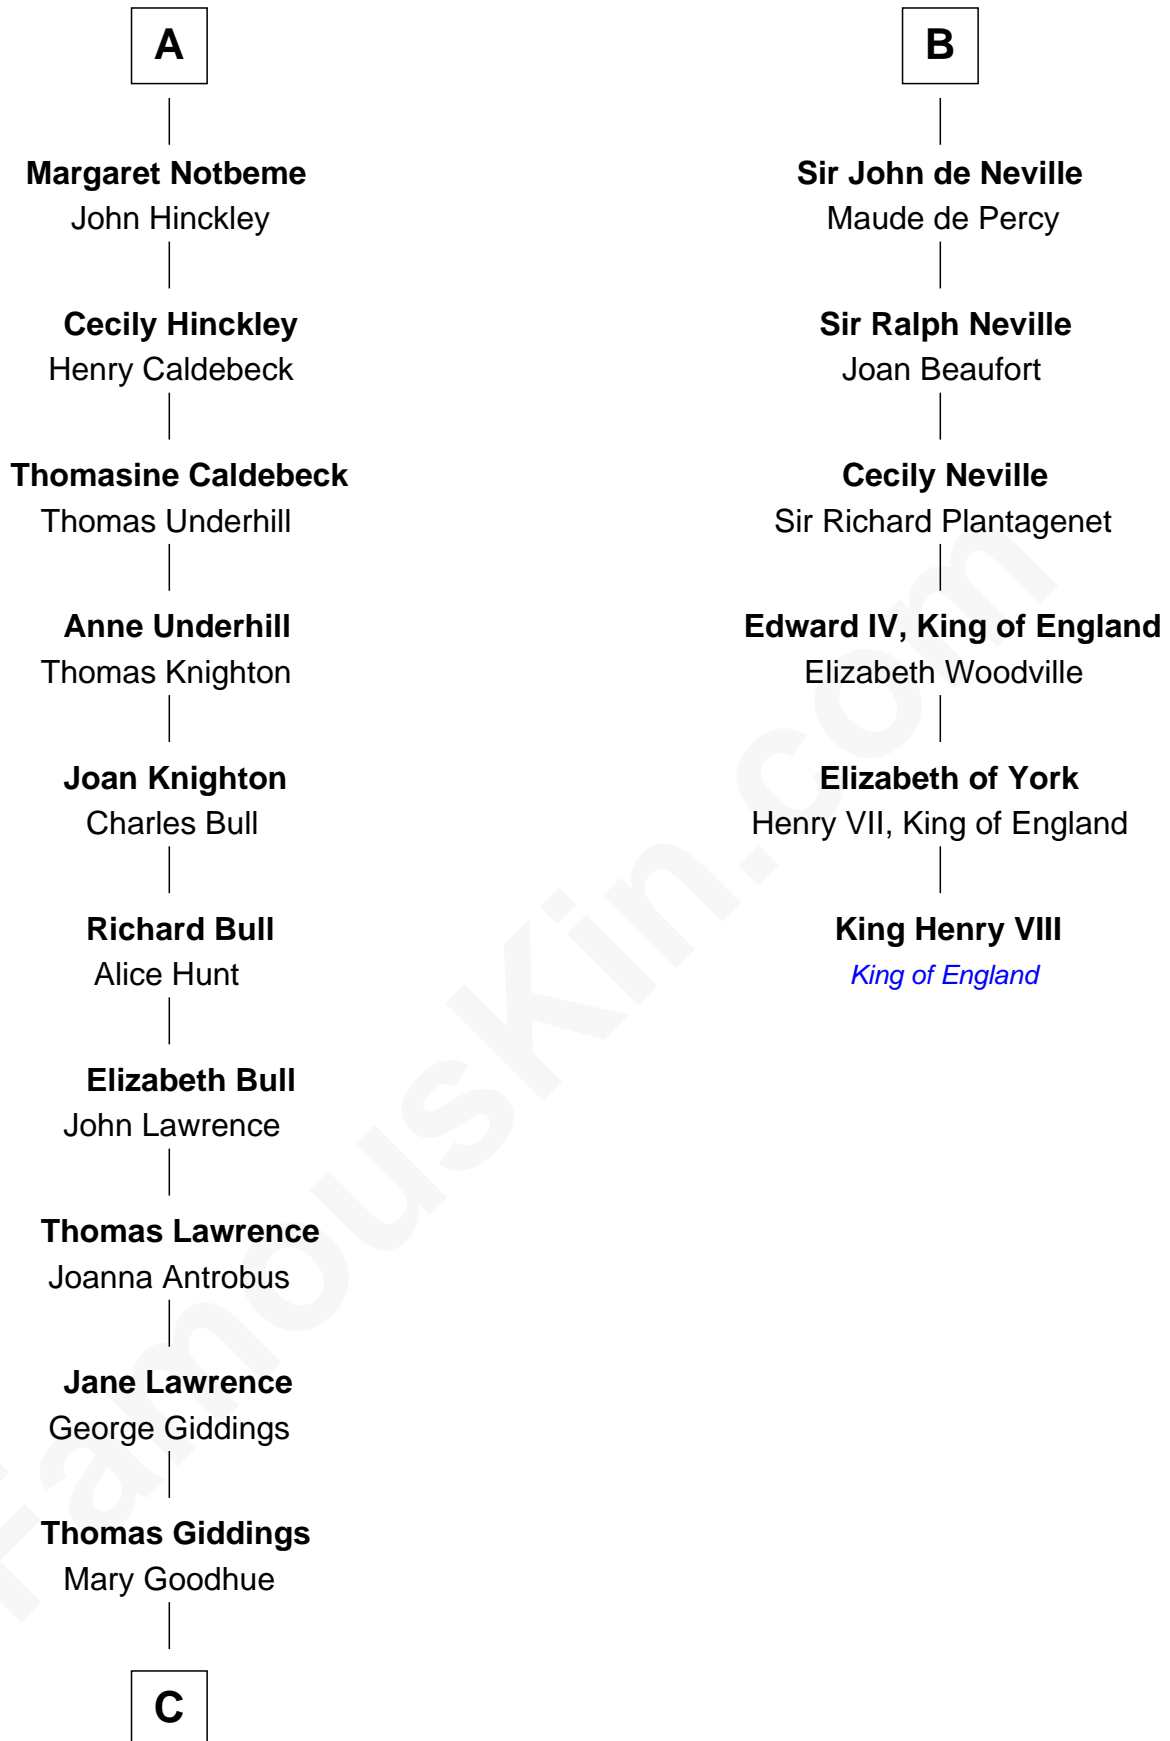 A
Margaret Notbeme
John Hinckley
Cecily Hinckley
Henry Caldebeck
Thomasine Caldebeck
Thomas Underhill
Anne Underhill
Thomas Knighton
Joan Knighton
Charles Bull
Richard Bull
Alice Hunt
Elizabeth Bull
John Lawrence
Thomas Lawrence
Joanna Antrobus
Jane Lawrence
George Giddings
Thomas Giddings
Mary Goodhue
C
B
Sir John de Neville
Maude de Percy
Sir Ralph Neville
Joan Beaufort
Cecily Neville
Sir Richard Plantagenet
Edward IV, King of England
Elizabeth Woodville
Elizabeth of York
Henry VII, King of England
King Henry VIII
King of England
FamousKin.com